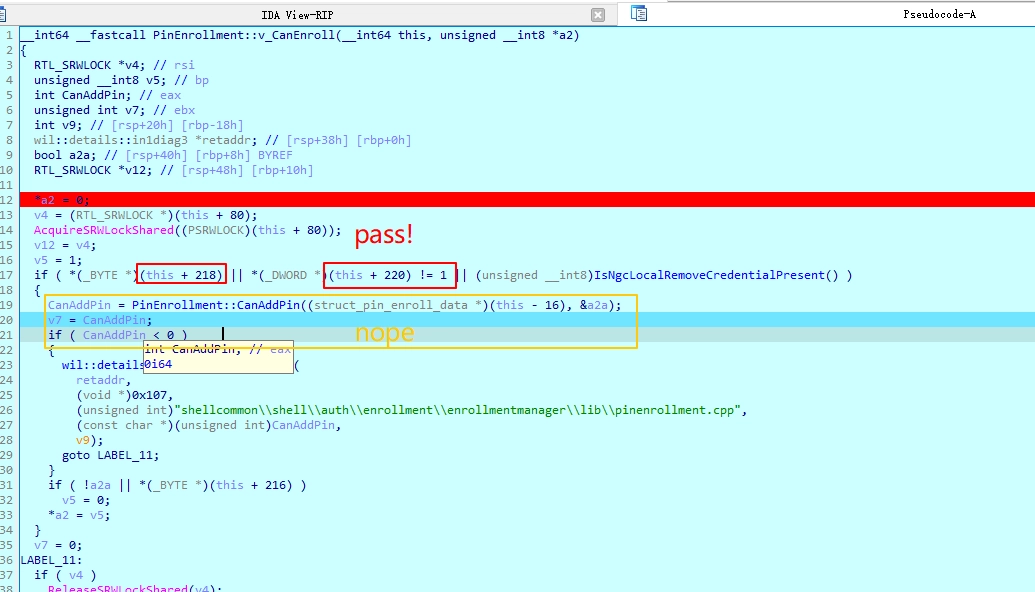 IDA View-RIP
Pseudocode-A
1 __int64 __fastcall PinEnrollment::v_CanEnroll(__int64 this, unsigned __int8 *a2)
2 {
3 RTL_SRWLOCK *v4; // rsi
4 unsigned __int8 v5; // bp
5 int CanAddPin; // eax
6 unsigned int v7; // ebx
7 int v9; // [rsp+20h] [rbp-18h]
8 wil::details::in1diag3 *retaddr; // [rsp+38h] [rbp+0h]
9 bool a2a; // [rsp+40h] [rbp+8h] BYREF
10 RTL_SRWLOCK *v12; // [rsp+48h] [rbp+10h]
11
12 *a2 = 0;
13 v4 = (RTL_SRWLOCK *)(this + 80);
14 AcquireSRWLockShared((PSRWLOCK)(this + 80));
pass!
15 v12 = v4;
16 v5 = 1;
17 if ( *(_BYTE *)(this + 218) || *(_DWORD *)(this + 220) != 1 || (unsigned __int8)IsNgcLocalRemoveCredentialPresent() )
18 {
19 CanAddPin = PinEnrollment::CanAddPin((struct_pin_enroll_data *)(this - 16), &a2a);
20 v7 = CanAddPin;
nope
21 if ( CanAddPin < 0 )
22 {
int CanAddPin; // eax
0i64
23 wil::details (
24 retaddr,
25 (void *)0x107,
26 (unsigned int)"shellcommon\\shell\\auth\\enrollment\\enrollmentmanager\\lib\\pinenrollment.cpp",
27 (const char *)(unsigned int)CanAddPin,
28 v9);
29 goto LABEL_11;
30 }
31 if ( !a2a || *(_BYTE *)(this + 216) )
32 v5 = 0;
33 *a2 = v5;
34 }
35 v7 = 0;
36 LABEL_11:
37 if ( v4 )
38 ReleaseSRWLockShared(v4);